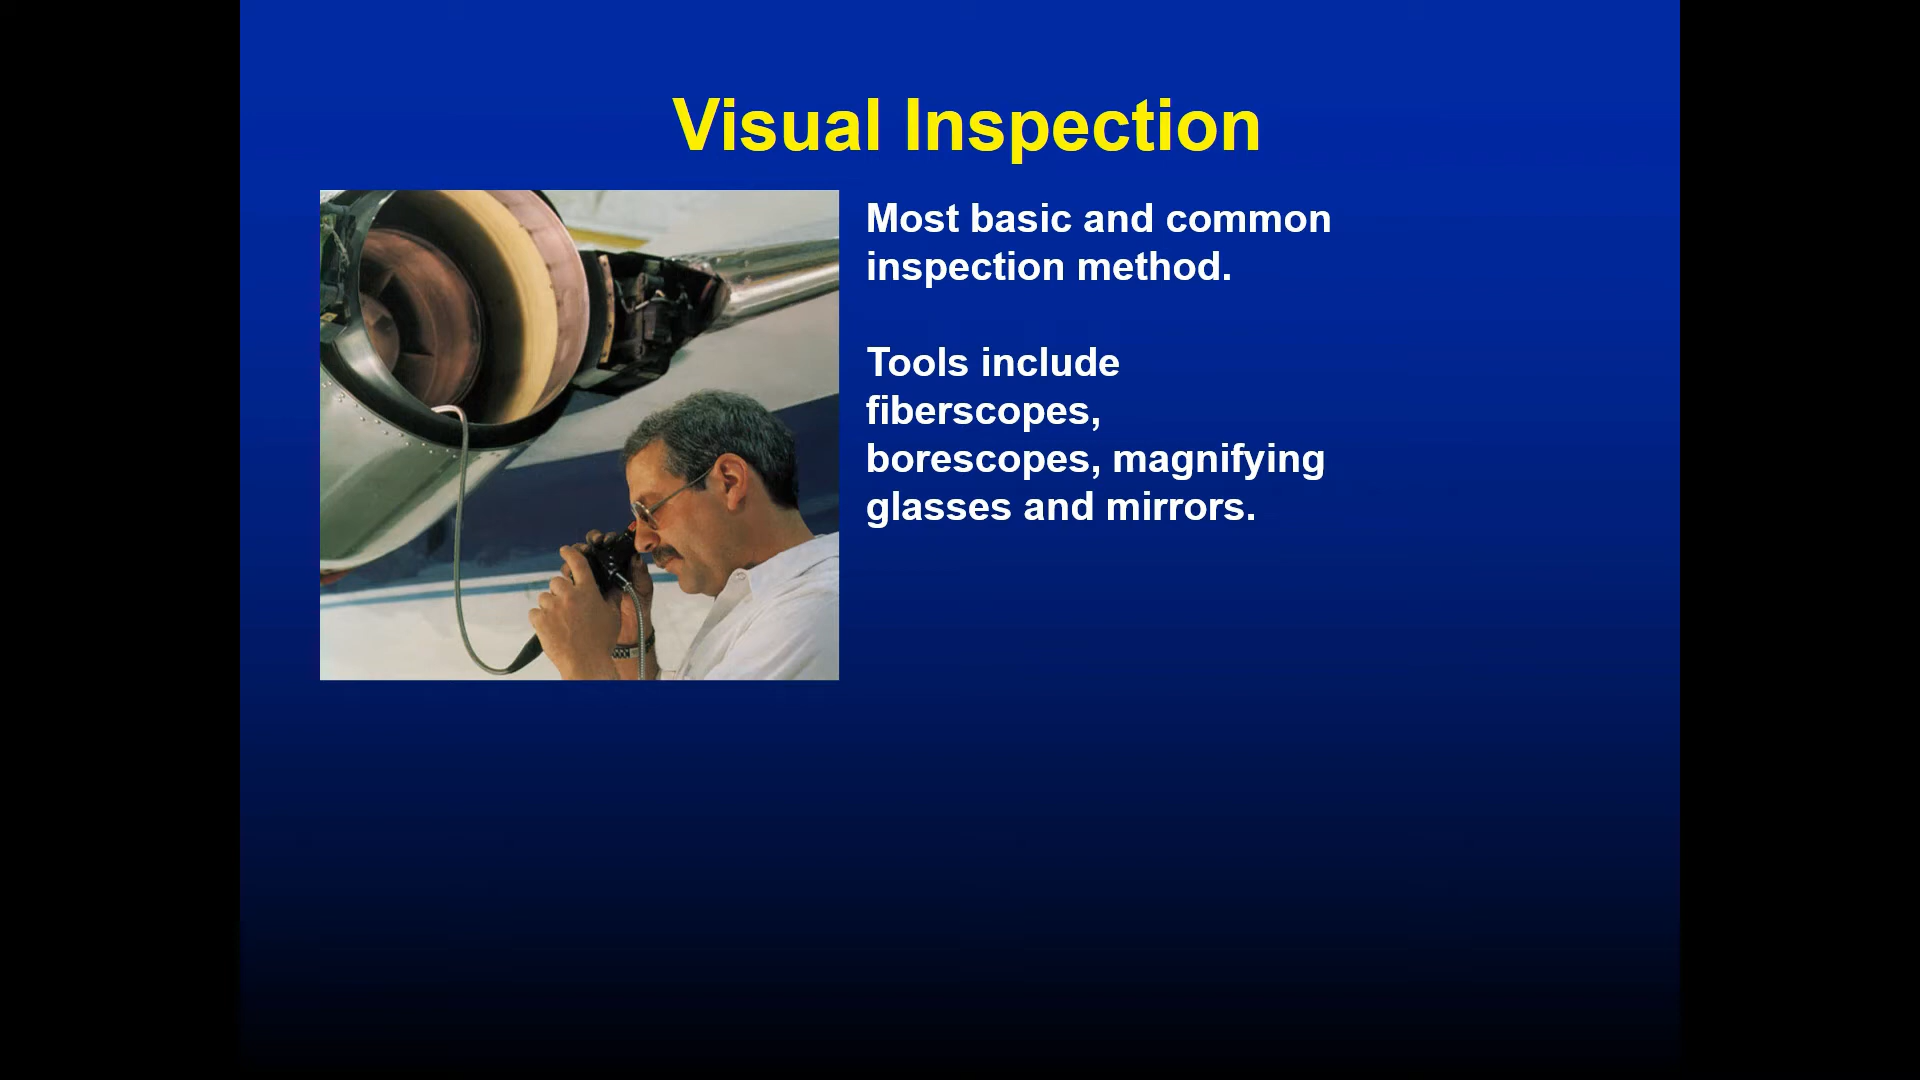 Visual Inspection
Most basic and common
inspection method.
Tools include
fiberscopes,
borescopes, magnifying
glasses and mirrors.